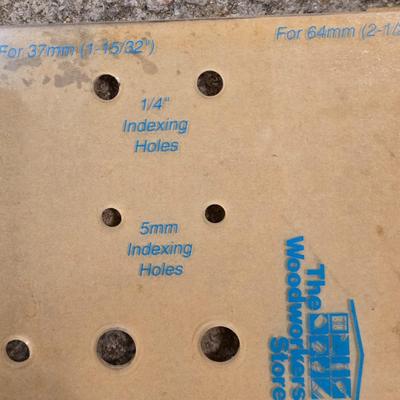 For 37mm (1-15/32")
For 64mm (2-1/2
1/4"
Indexing
Holes
5mm
Indexing
Holes
The
Woodworkers'
Store